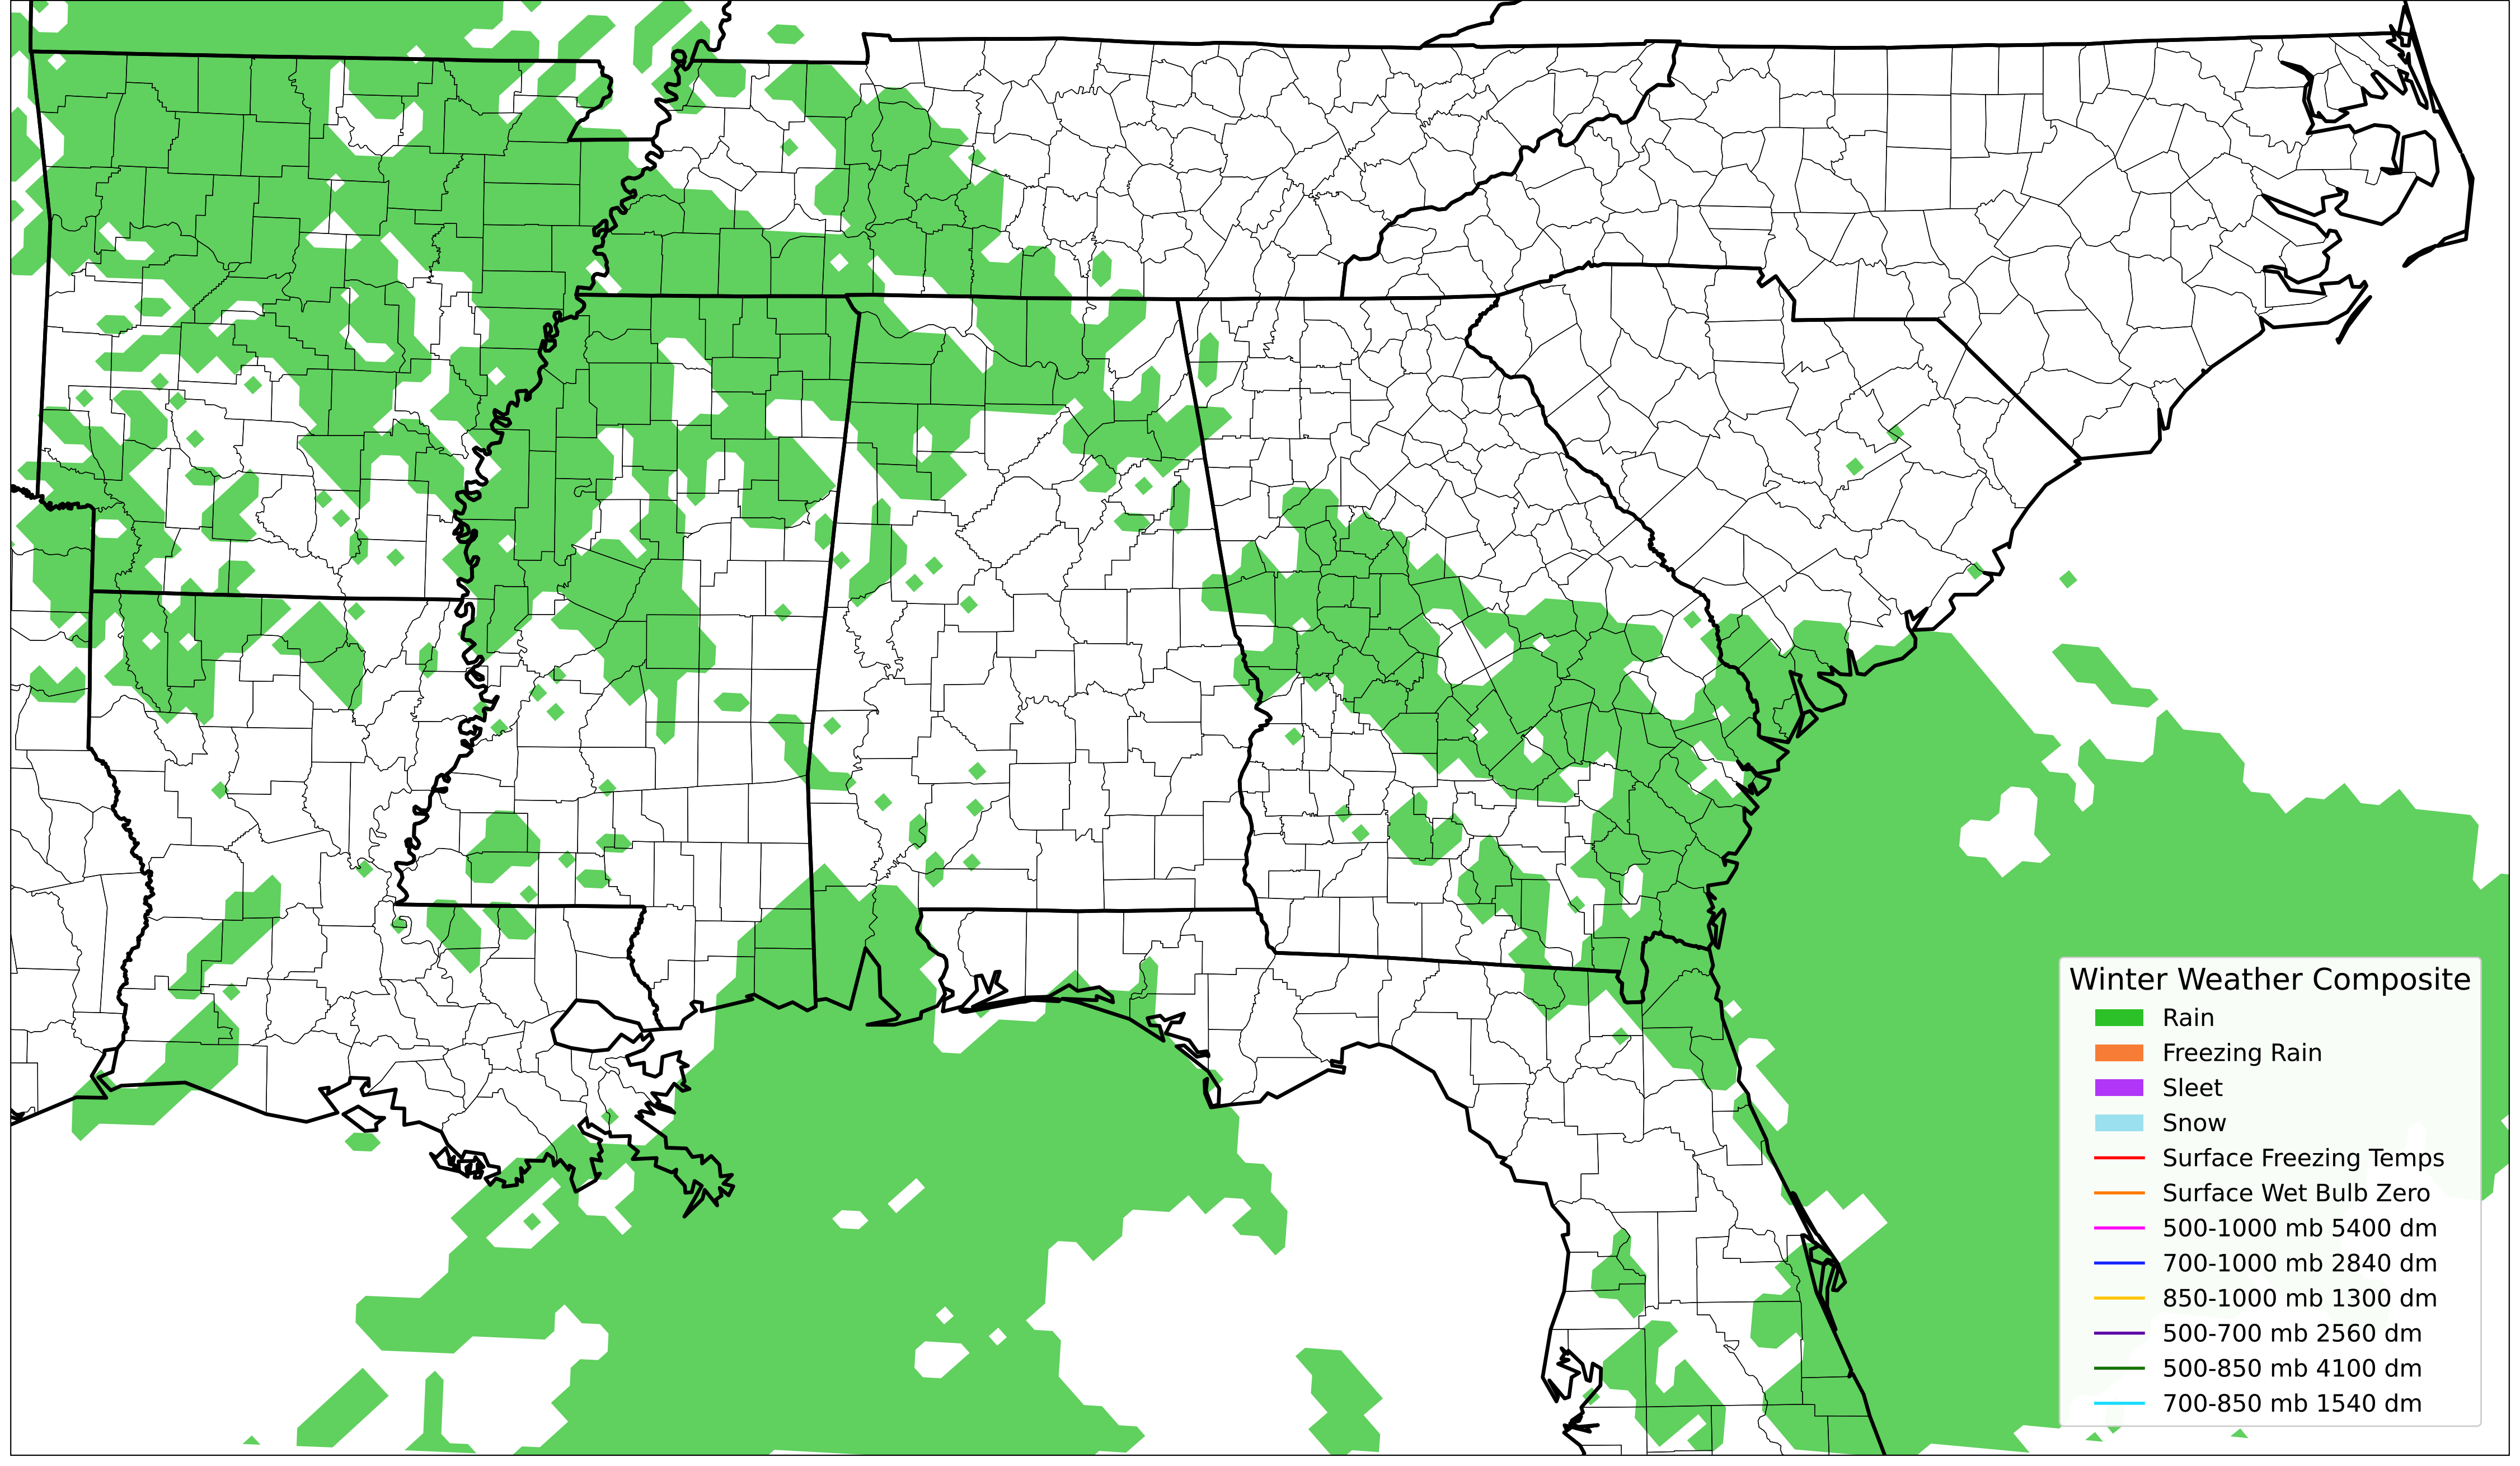 Winter Weather Composite
Rain
Freezing Rain
Sleet
Snow
Surface Freezing Temps
Surface Wet Bulb Zero
500-1000 mb 5400 dm
700-1000 mb 2840 dm
850-1000 mb 1300 dm
500-700 mb 2560 dm
500-850 mb 4100 dm
700-850 mb 1540 dm